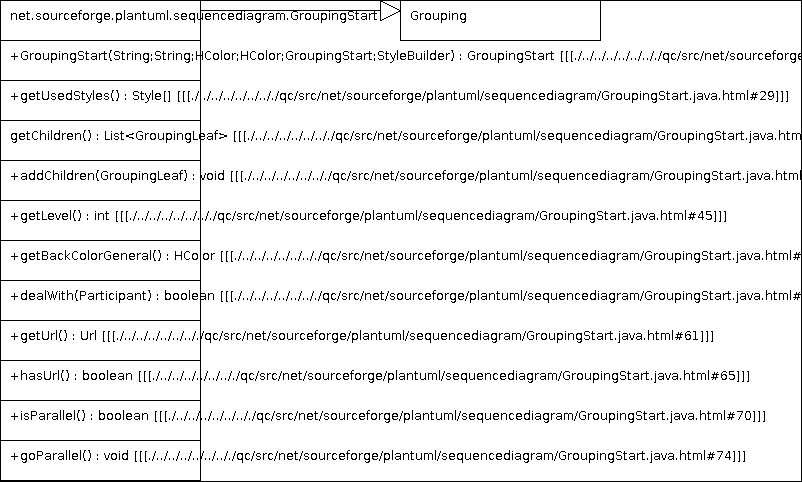 net.sourceforge.plantuml.sequencediagram.GroupingStart
Grouping
+GroupingStart(String;String;HColor;HColor;GroupingStart;StyleBuilder) : GroupingStart [[[./../../../../../../qc/src/net/sourceforge
+getUsedStyles() : Style[] [[[./../../../../../../qc/src/net/sourceforge/plantuml/sequencediagram/GroupingStart.java.html#29]]]
getChildren() : List<GroupingLeaf> [[[./../../../../../../qc/src/net/sourceforge/plantuml/sequencediagram/GroupingStart.java.htm
+addChildren(GroupingLeaf) : void [[[./../../../../../../qc/src/net/sourceforge/plantuml/sequencediagram/GroupingStart.java.html
+getLevel() : int [[[./../../../../../../qc/src/net/sourceforge/plantuml/sequencediagram/GroupingStart.java.html#45]]]
+getBackColorGeneral() : HColor [[[./../../../../../../qc/src/net/sourceforge/plantuml/sequencediagram/GroupingStart.java.html#
+dealWith(Participant) : boolean [[[./../../../../../../qc/src/net/sourceforge/plantuml/sequencediagram/GroupingStart.java.html#
+getUrl() : Url [[[./../../../../../../qc/src/net/sourceforge/plantuml/sequencediagram/GroupingStart.java.html#61]]]
+hasUrl() : boolean [[[./../../../../../../qc/src/net/sourceforge/plantuml/sequencediagram/GroupingStart.java.html#65]]]
+isParallel() : boolean [[[./../../../../../../qc/src/net/sourceforge/plantuml/sequencediagram/GroupingStart.java.html#70]]]
+goParallel() : void [[[./../../../../../../qc/src/net/sourceforge/plantuml/sequencediagram/GroupingStart.java.html#74]]]